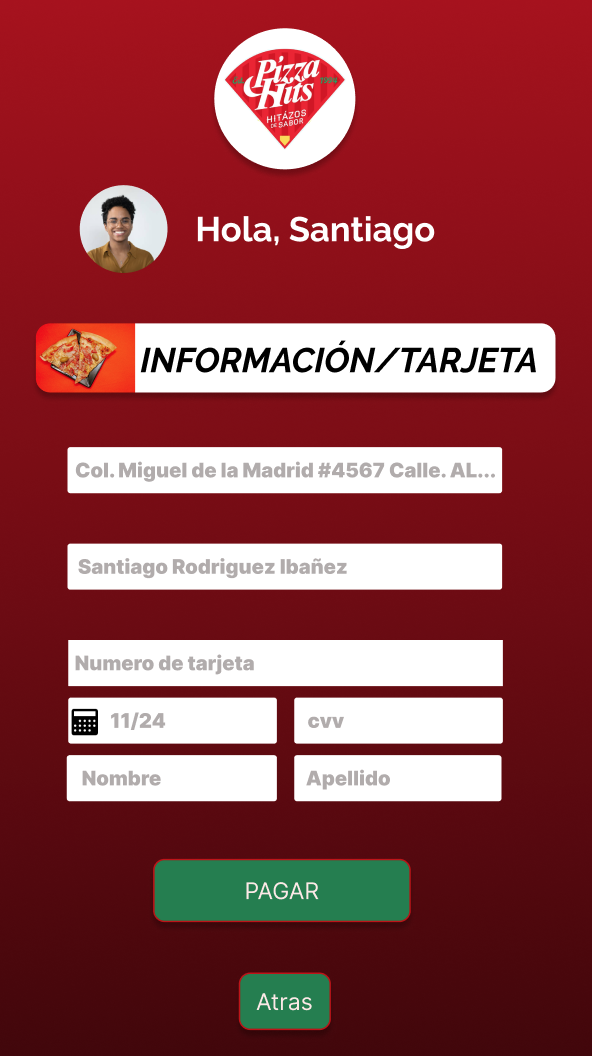 Pizza
Hits
HITÁZOS
DE SABOR
Hola, Santiago
INFORMACIÓN/TARJETA
Col. Miguel de la Madrid #4567 Calle. AL...
Santiago Rodriguez Ibañez
Numero de tarjeta
11/24
cvv
Nombre
Apellido
PAGAR
Atras